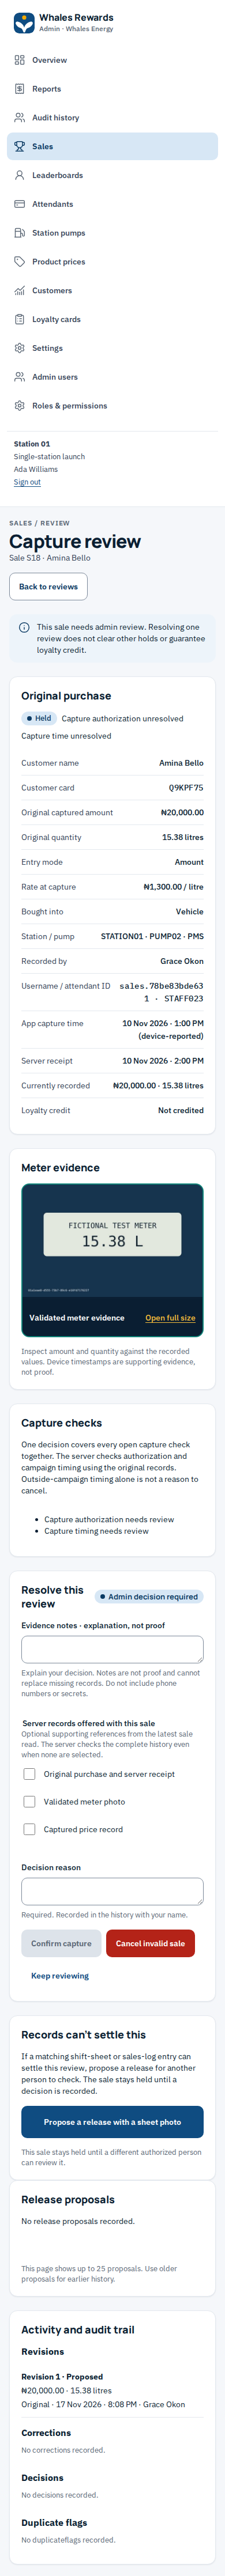 Whales Rewards
Admin · Whales Energy
Overview
Reports
Audit history
Sales
Leaderboards
Attendants
Station pumps
Product prices
Customers
Loyalty cards
Settings
Admin users
Roles & permissions
Station 01
Single-station launch
Ada Williams
Sign out
SALES / REVIEW
Capture review
Sale S18 · Amina Bello
Back to reviews
This sale needs admin review. Resolving one
review does not clear other holds or guarantee
loyalty credit.
Original purchase
Held Capture authorization unresolved
Capture time unresolved
Customer name Amina Bello
Customer card Q9KPF75
Original captured amount ₦20,000.00
Original quantity 15.38 litres
Entry mode Amount
Rate at capture ₦1,300.00 / litre
Bought into Vehicle
Station / pump STATION01 · PUMP02 · PMS
Recorded by Grace Okon
Username / attendant ID sales.78be83bde63
1 · STAFF023
App capture time 10 Nov 2026 · 1:00 PM
(device-reported)
Server receipt 10 Nov 2026 · 2:00 PM
Currently recorded ₦20,000.00 · 15.38 litres
Loyalty credit Not credited
Meter evidence
FICTIONAL TEST METER
15.38 L
Validated meter evidence Open full size
Inspect amount and quantity against the recorded
values. Device timestamps are supporting evidence,
not proof.
Capture checks
One decision covers every open capture check
together. The server checks authorization and
campaign timing using the original records.
Outside-campaign timing alone is not a reason to
cancel.
Capture authorization needs review
Capture timing needs review
Resolve this
review
Admin decision required
Evidence notes · explanation, not proof
Explain your decision. Notes are not proof and cannot
replace missing records. Do not include phone
numbers or secrets.
Server records offered with this sale
Optional supporting references from the latest sale
read. The server checks the complete history even
when none are selected.
Original purchase and server receipt
Validated meter photo
Captured price record
Decision reason
Required. Recorded in the history with your name.
Confirm capture Cancel invalid sale
Keep reviewing
Records can't settle this
If a matching shift-sheet or sales-log entry can
settle this review, propose a release for another
person to check. The sale stays held until a
decision is recorded.
Propose a release with a sheet photo
This sale stays held until a different authorized person
can review it.
Release proposals
No release proposals recorded.
This page shows up to 25 proposals. Use older
proposals for earlier history.
Activity and audit trail
Revisions
Revision 1 · Proposed
₦20,000.00 · 15.38 litres
Original · 17 Nov 2026 · 8:08 PM · Grace Okon
Corrections
No corrections recorded.
Decisions
No decisions recorded.
Duplicate flags
No duplicateflags recorded.